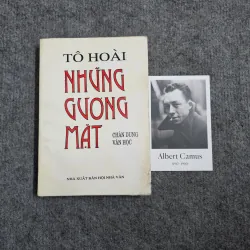 TÔ HOÀI
NHỮNG
GƯƠNG
MẶT
CHÂN DUNG
VĂN HỌC
NHÀ XUẤT BẢN HỘI NHÀ VĂN
Albert Camus